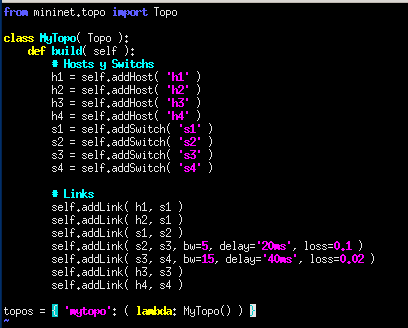 from mininet.topo import Topo

class MyTopo( Topo ):
    def build( self ):
        # Hosts y Switchs
        h1 = self.addHost( 'h1' )
        h2 = self.addHost( 'h2' )
        h3 = self.addHost( 'h3' )
        h4 = self.addHost( 'h4' )
        s1 = self.addSwitch( 's1' )
        s2 = self.addSwitch( 's2' )
        s3 = self.addSwitch( 's3' )
        s4 = self.addSwitch( 's4' )

        # Links
        self.addLink( h1, s1 )
        self.addLink( h2, s1 )
        self.addLink( s1, s2 )
        self.addLink( s2, s3, bw=5, delay='20ms', loss=0.1 )
        self.addLink( s3, s4, bw=15, delay='40ms', loss=0.02 )
        self.addLink( h3, s3 )
        self.addLink( h4, s4 )

topos = { 'mytopo': ( lambda: MyTopo() ) }
~